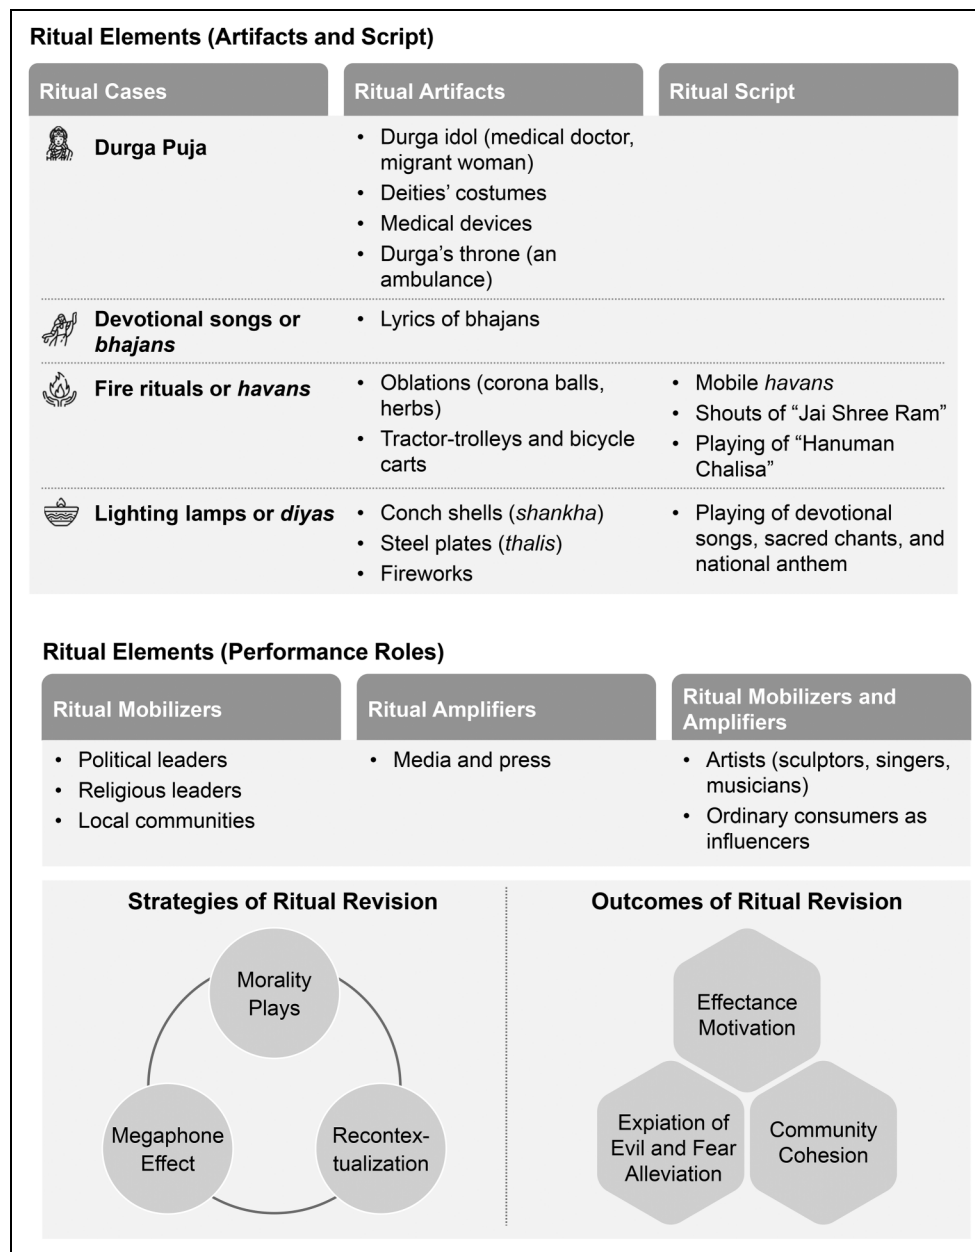 Ritual Elements (Artifacts and Script)
Ritual Cases
Ritual Artifacts
Ritual Script
Durga Puja
• Durga idol (medical doctor,
migrant woman)
• Deities’ costumes
• Medical devices
• Durga’s throne (an
ambulance)
Devotional songs or
bhajans
• Lyrics of bhajans
Fire rituals or havans
• Oblations (corona balls,
herbs)
• Tractor-trolleys and bicycle
carts
• Mobile havans
• Shouts of “Jai Shree Ram”
• Playing of “Hanuman
Chalisa”
Lighting lamps or diyas
• Conch shells (shankha)
• Steel plates (thalis)
• Fireworks
• Playing of devotional
songs, sacred chants, and
national anthem
Ritual Elements (Performance Roles)
Ritual Mobilizers
Ritual Amplifiers
Ritual Mobilizers and
Amplifiers
• Political leaders
• Religious leaders
• Local communities
• Media and press
• Artists (sculptors, singers,
musicians)
• Ordinary consumers as
influencers
Strategies of Ritual Revision
Morality
Plays
Megaphone
Effect
Recontex-
tualization
Outcomes of Ritual Revision
Effectance
Motivation
Expiation of
Evil and Fear
Alleviation
Community
Cohesion